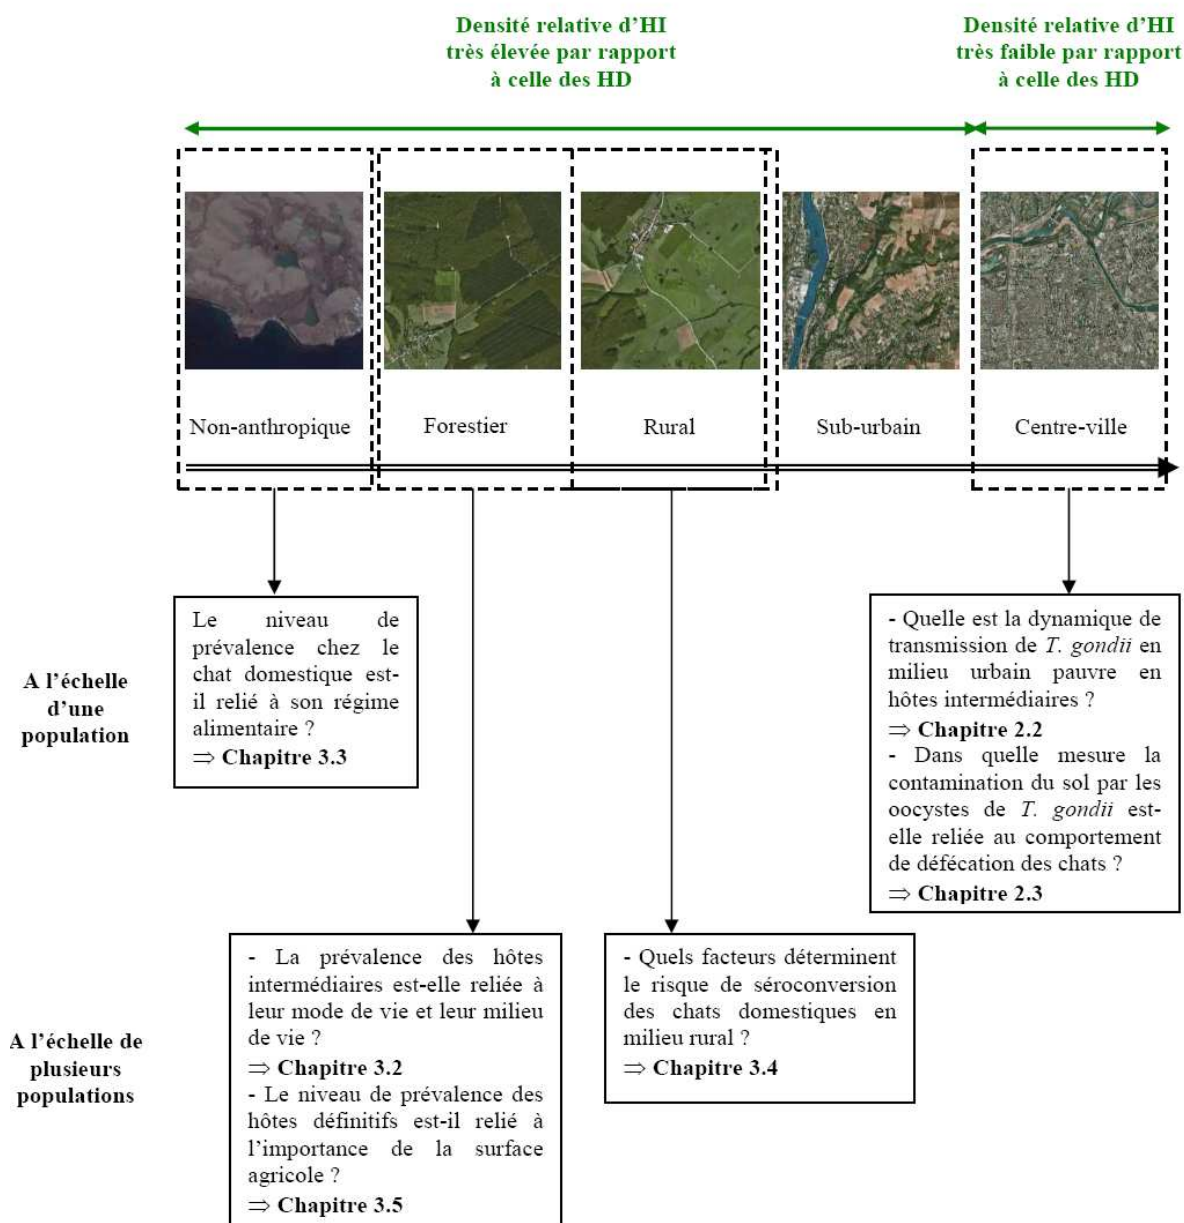 Densité relative d'HI
très élevée par rapport
à celle des HD
Densité relative d'HI
très faible par rapport
à celle des HD
Non-anthropique
Forestier
Rural
Sub-urbain
Centre-ville
A l'échelle
d'une
population
Le niveau de
prévalence chez le
chat domestique est-
il relié à son régime
alimentaire ?
⇒ Chapitre 3.3
- Quelle est la dynamique de
transmission de T. gondii en
milieu urbain pauvre en
hôtes intermédiaires ?
⇒ Chapitre 2.2
- Dans quelle mesure la
contamination du sol par les
oocystes de T. gondii est-
elle reliée au comportement
de défécation des chats ?
⇒ Chapitre 2.3
A l'échelle de
plusieurs
populations
- La prévalence des hôtes
intermédiaires est-elle reliée à
leur mode de vie et leur milieu
de vie ?
⇒ Chapitre 3.2
- Le niveau de prévalence des
hôtes définitifs est-il relié à
l'importance de la surface
agricole ?
⇒ Chapitre 3.5
- Quels facteurs déterminent
le risque de séroconversion
des chats domestiques en
milieu rural ?
⇒ Chapitre 3.4